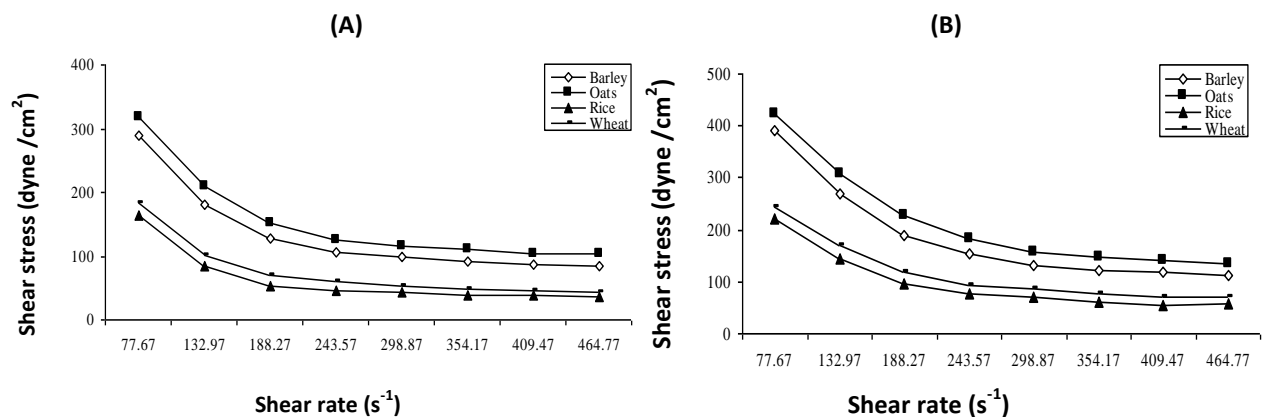 (A)
Shear stress (dyne /cm²)
400
300
200
100
0
Barley
Oats
Rice
Wheat
77.67 132.97 188.27 243.57 298.87 354.17 409.47 464.77
Shear rate (s⁻¹)
(B)
Shear stress (dyne /cm²)
500
400
300
200
100
0
Barley
Oats
Rice
Wheat
77.67 132.97 188.27 243.57 298.87 354.17 409.47 464.77
Shear rate (s⁻¹)